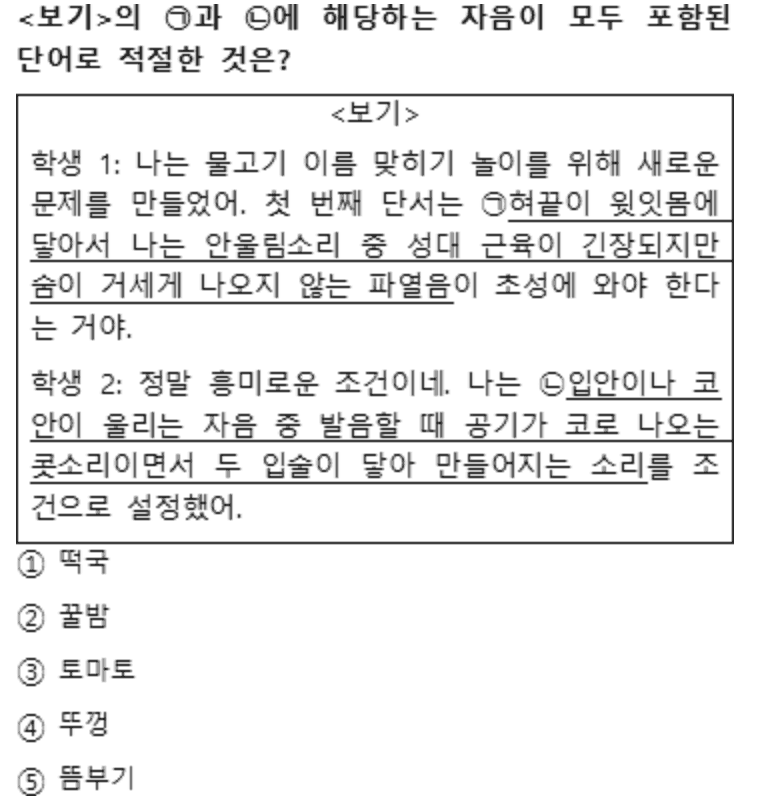 <보기>의 ㉠과 ㉡에 해당하는 자음이 모두 포함된
단어로 적절한 것은?
<보기>
학생 1: 나는 물고기 이름 맞히기 놀이를 위해 새로운
문제를 만들었어. 첫 번째 단서는 ㉠혀끝이 윗잇몸에
닿아서 나는 안울림소리 중 성대 근육이 긴장되지만
숨이 거세게 나오지 않는 파열음이 초성에 와야 한다
는 거야.
학생 2: 정말 흥미로운 조건이네. 나는 ㉡입안이나 코
안이 울리는 자음 중 발음할 때 공기가 코로 나오는
콧소리이면서 두 입술이 닿아 만들어지는 소리를 조
건으로 설정했어.
① 떡국
② 꿀밤
③ 토마토
④ 뚜껑
⑤ 뜸부기